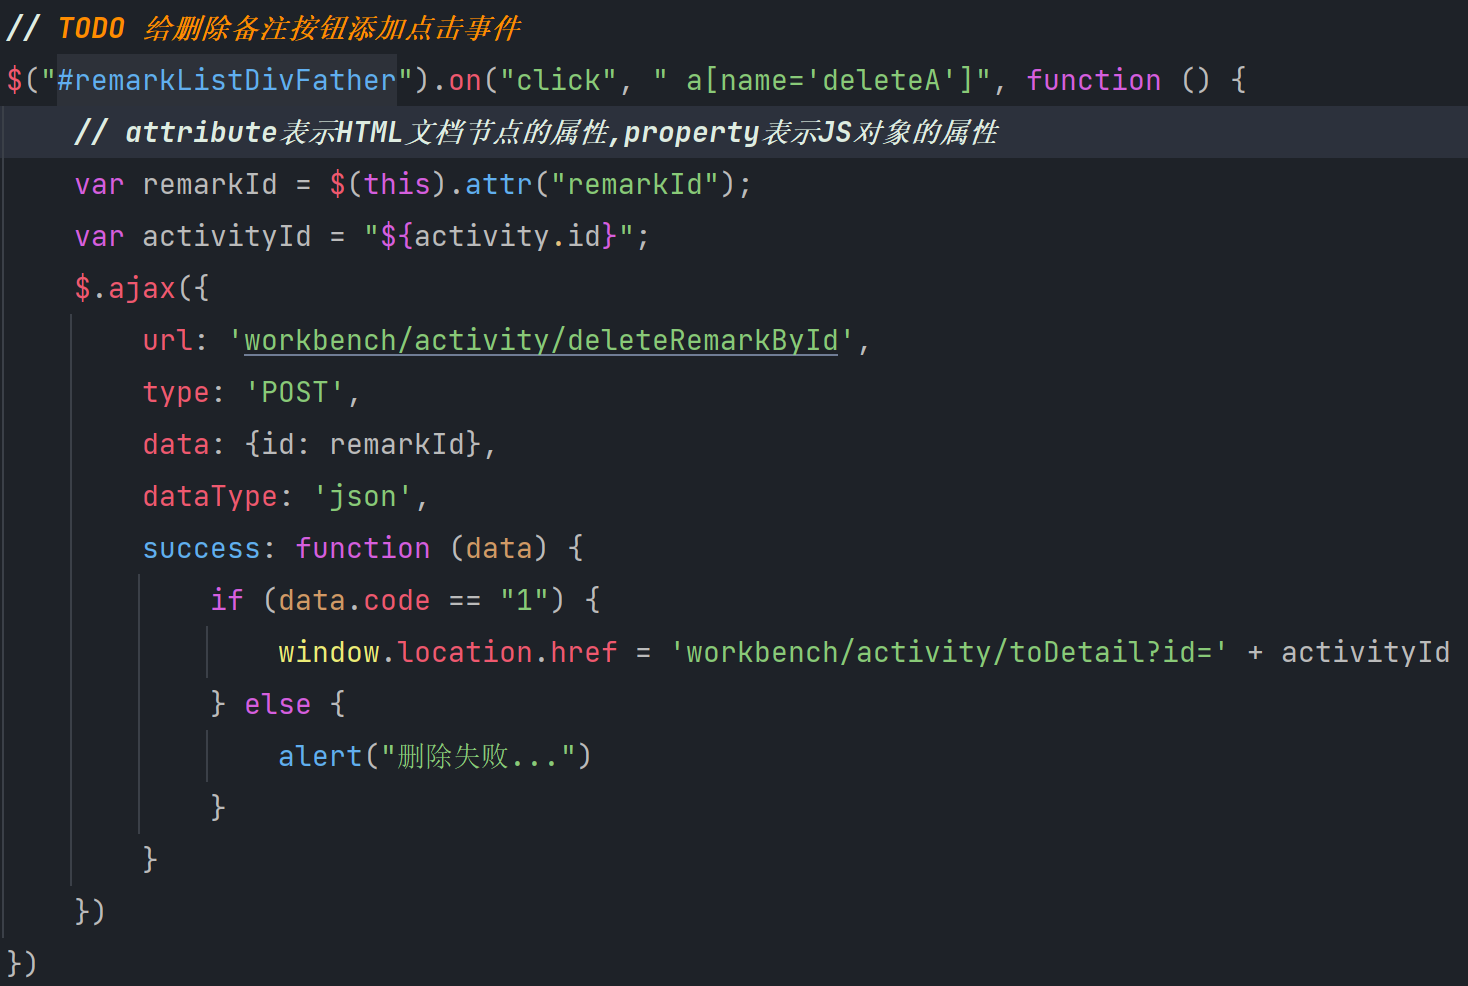 // TODO 给删除备注按钮添加点击事件
$("#remarkListDivFather").on("click", " a[name='deleteA']", function () {
    // attribute表示HTML文档节点的属性,property表示JS对象的属性
    var remarkId = $(this).attr("remarkId");
    var activityId = "${activity.id}";
    $.ajax({
        url: 'workbench/activity/deleteRemarkById',
        type: 'POST',
        data: {id: remarkId},
        dataType: 'json',
        success: function (data) {
            if (data.code == "1") {
                window.location.href = 'workbench/activity/toDetail?id=' + activityId
            } else {
                alert("删除失败...")
            }
        }
    })
})